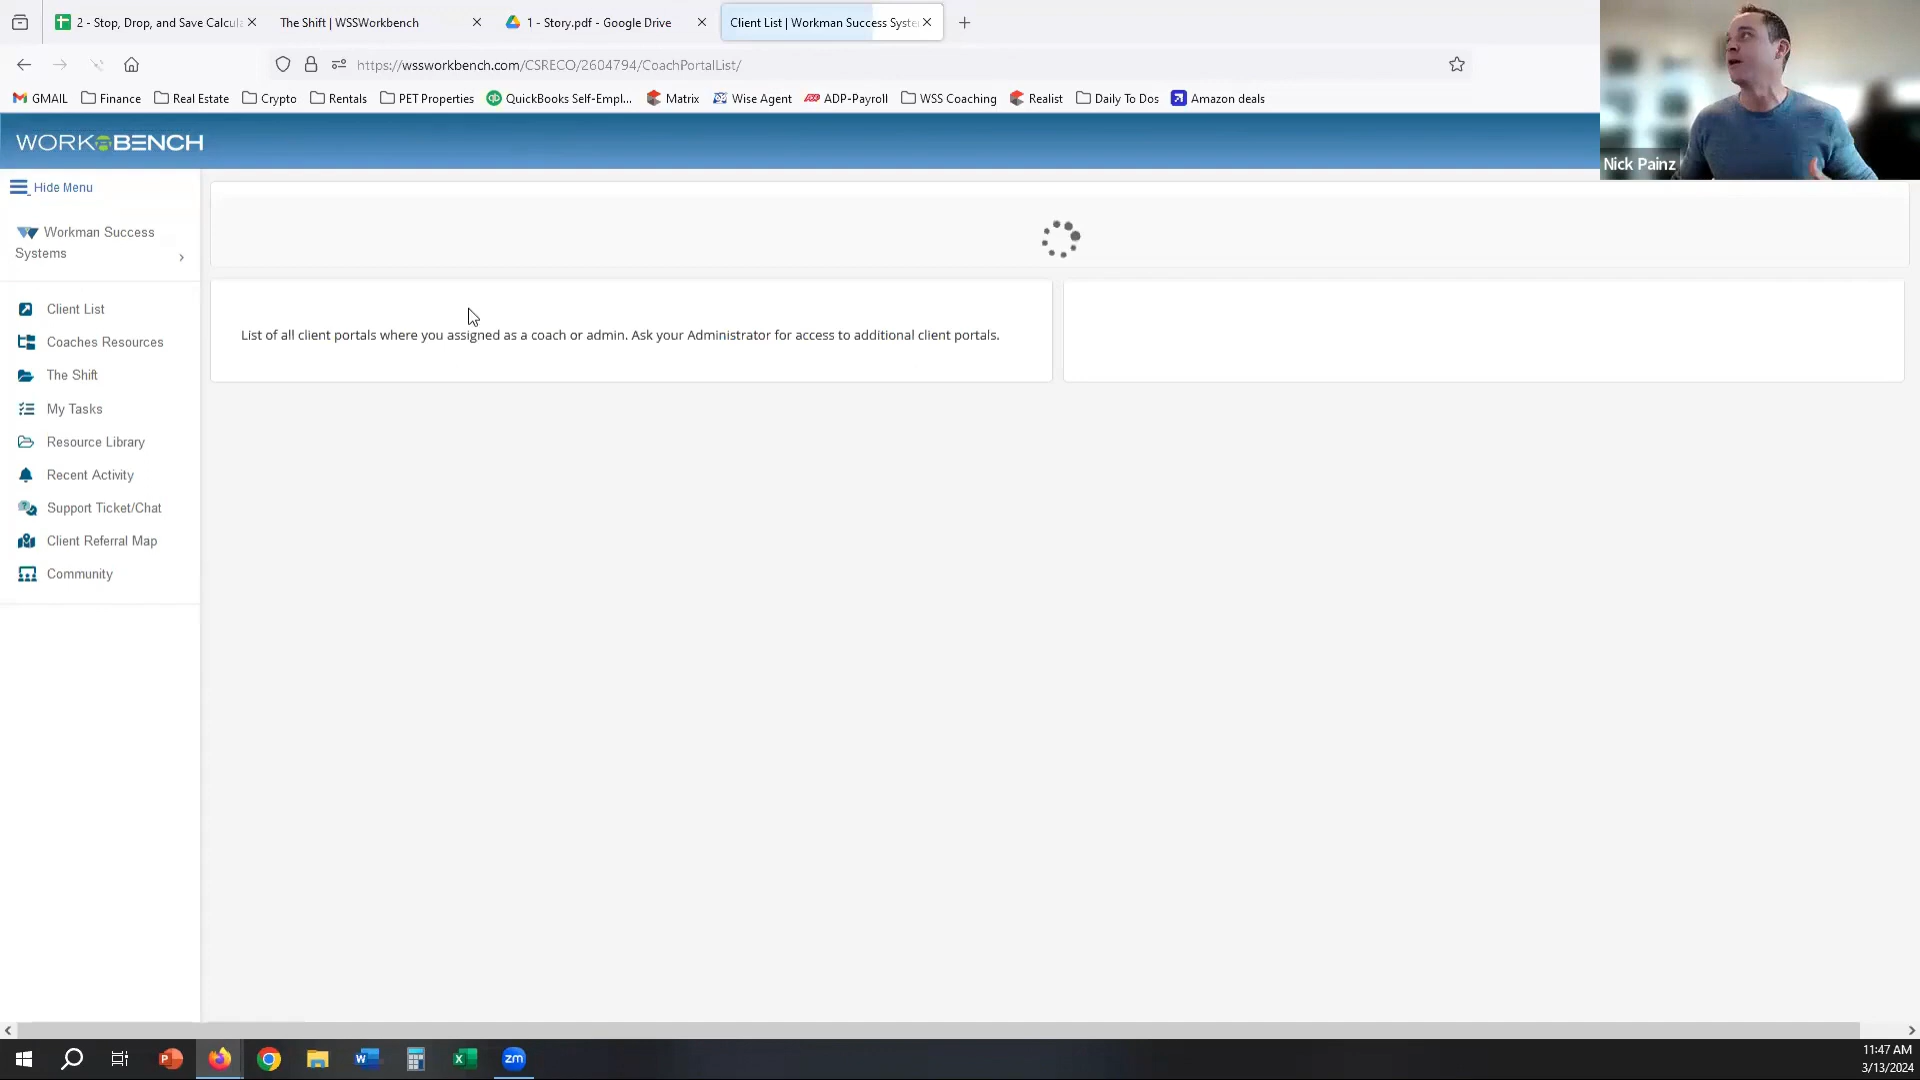 2 - Stop, Drop, and Save Calcul
The Shift | WSSWorkbench
1 - Story.pdf - Google Drive
Client List | Workman Success Syste
https://wssworkbench.com/CSRECO/2604794/CoachPortalList/
GMAIL
Finance
Real Estate
Crypto
Rentals
PET Properties
QuickBooks Self-Empl...
Matrix
Wise Agent
ADP-Payroll
WSS Coaching
Realist
Daily To Dos
Amazon deals
Nick Painz
WORKBENCH
Hide Menu
Workman Success
Systems
Client List
Coaches Resources
The Shift
My Tasks
Resource Library
Recent Activity
Support Ticket/Chat
Client Referral Map
Community
List of all client portals where you assigned as a coach or admin. Ask your Administrator for access to additional client portals.
zm
11:47 AM
3/13/2024